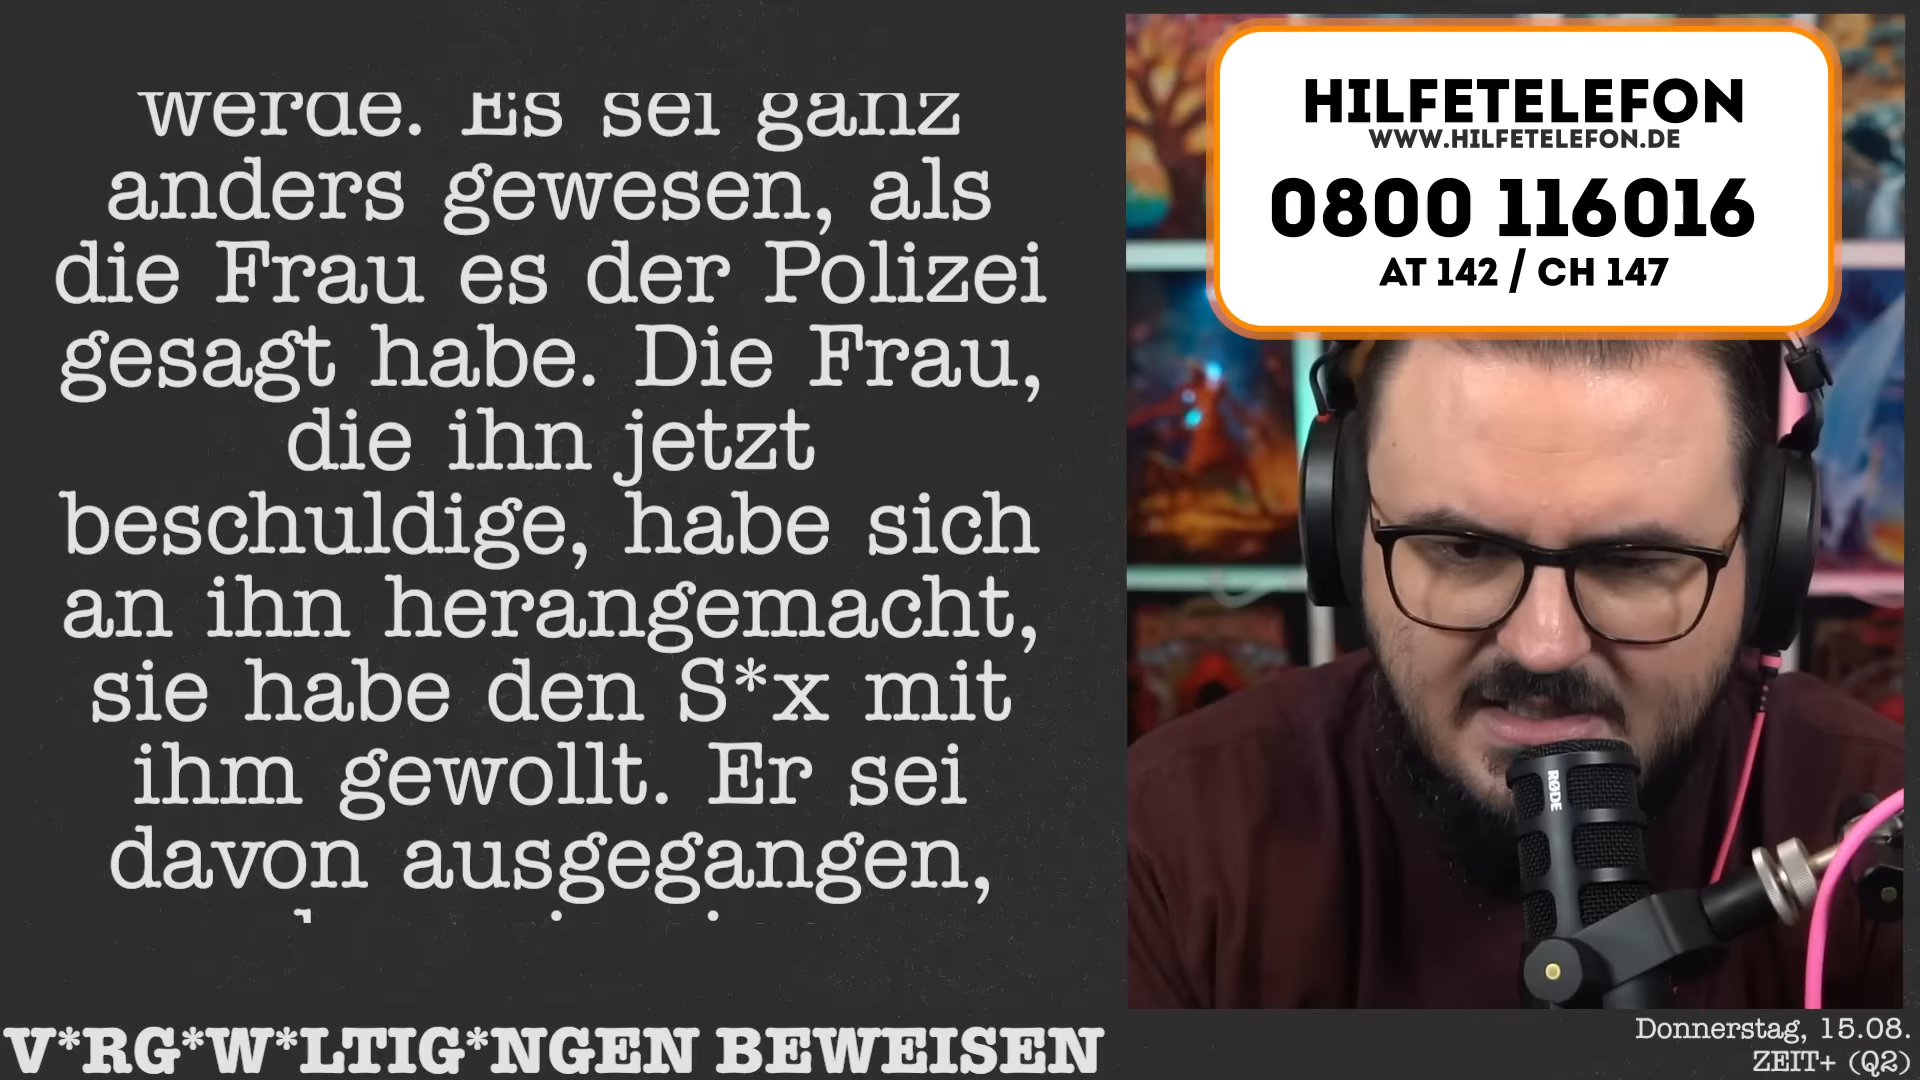 werde. Es sei ganz
anders gewesen, als
die Frau es der Polizei
gesagt habe. Die Frau,
die ihn jetzt
beschuldige, habe sich
an ihn herangemacht,
sie habe den S*x mit
ihm gewollt. Er sei
davon ausgegangen,
V*RG*W*LTIG*NGEN BEWEISEN
HILFETELEFON
WWW.HILFETELEFON.DE
0800 116016
AT 142 / CH 147
RØDE
RØDE
Donnerstag, 15.08.
ZEIT+ (Q2)